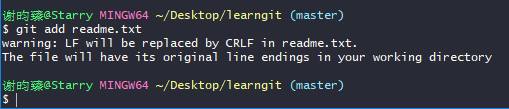 谢昀臻@Starry MINGW64 ~/Desktop/learngit (master)
$ git add readme.txt
warning: LF will be replaced by CRLF in readme.txt.
The file will have its original line endings in your working directory
谢昀臻@Starry MINGW64 ~/Desktop/learngit (master)
$